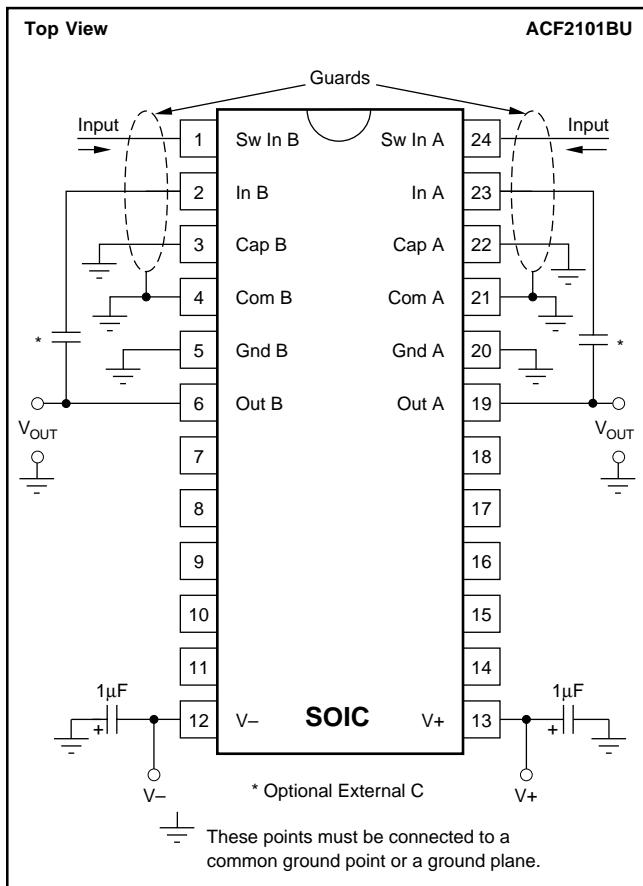 Top View ACF2101BU
Guards
Input Input
1 Sw In B Sw In A 24
2 In B In A 23
3 Cap B Cap A 22
4 Com B Com A 21
* *
5 Gnd B Gnd A 20
6 Out B Out A 19
VOUT VOUT
7 18
8 17
9 16
10 15
11 14
1µF 1µF
+ 12 V– SOIC V+ 13 +
V– V+
* Optional External C
These points must be connected to a
common ground point or a ground plane.